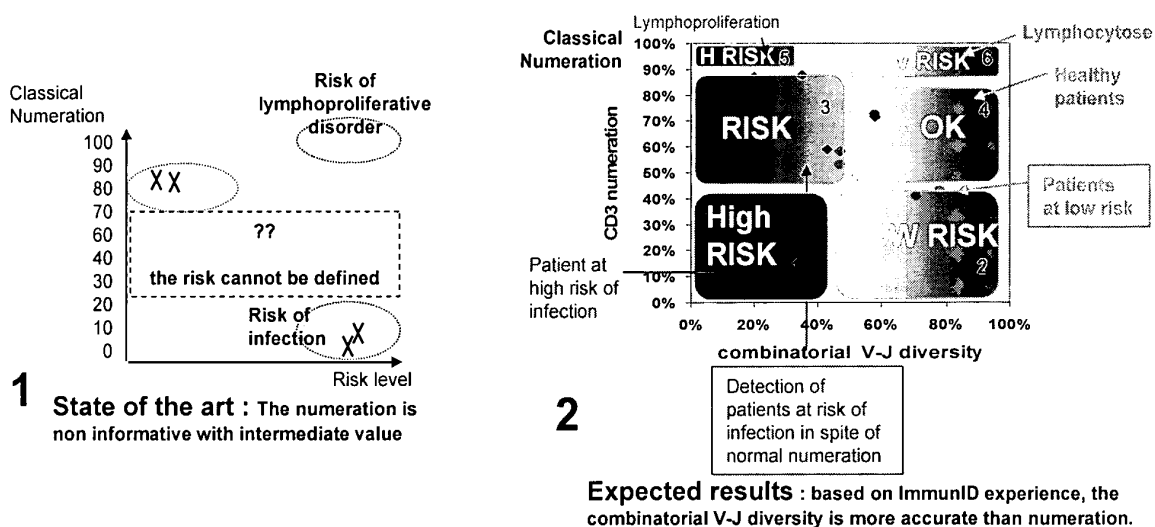 Classical
Numeration
100
90
80
70
60
50
40
30
20
10
0
Risk of
lymphoproliferative
disorder
X X
??
the risk cannot be defined
Risk of
infection
X
X
Risk level
1
State of the art : The numeration is
non informative with intermediate value
Lymphoproliferation
Classical
Numeration
CD3 numeration
100%
90%
80%
70%
60%
50%
40%
30%
20%
10%
0%
H RISK 5
RISK 6
Lymphocytose
Healthy
patients
3
RISK
4
OK
Patients
at low risk
High
RISK
W RISK
2
Patient at
high risk of
infection
0% 20% 40% 60% 80% 100%
combinatorial V-J diversity
Detection of
patients at risk of
infection in spite of
normal numeration
2
Expected results : based on ImmunID experience, the
combinatorial V-J diversity is more accurate than numeration.